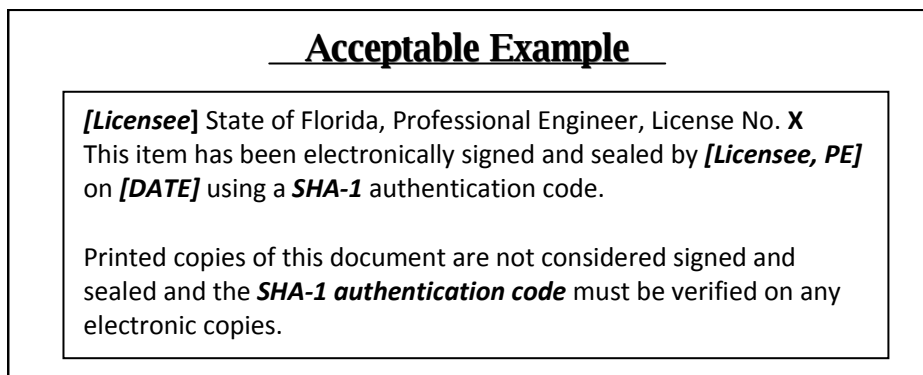 Acceptable Example
[Licensee] State of Florida, Professional Engineer, License No. X
This item has been electronically signed and sealed by [Licensee, PE]
on [DATE] using a SHA-1 authentication code.
Printed copies of this document are not considered signed and
sealed and the SHA-1 authentication code must be verified on any
electronic copies.